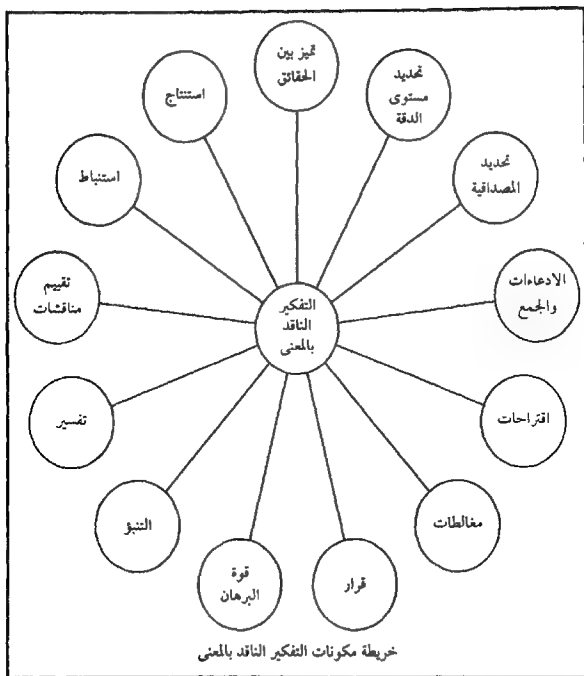 تميز بين
الحقائق
تحديد
مستوى
الدقة
تحديد
المصداقية
الادعاءات
والجمع
اقتراحات
مغالطات
قرار
قوة
البرهان
التنبؤ
تفسير
تقييم
مناقشات
استنباط
استنتاج
التفكير
الناقد
بالمعنى
خريطة مكونات التفكير الناقد بالمعنى